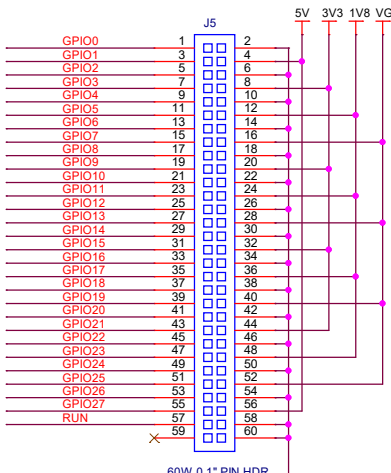 5V 3V3 1V8 VG
J5
GPIO0 1 2
GPIO1 3 4
GPIO2 5 6
GPIO3 7 8
GPIO4 9 10
GPIO5 11 12
GPIO6 13 14
GPIO7 15 16
GPIO8 17 18
GPIO9 19 20
GPIO10 21 22
GPIO11 23 24
GPIO12 25 26
GPIO13 27 28
GPIO14 29 30
GPIO15 31 32
GPIO16 33 34
GPIO17 35 36
GPIO18 37 38
GPIO19 39 40
GPIO20 41 42
GPIO21 43 44
GPIO22 45 46
GPIO23 47 48
GPIO24 49 50
GPIO25 51 52
GPIO26 53 54
GPIO27 55 56
RUN 57 58
59 60
60W 0.1" PIN HDR